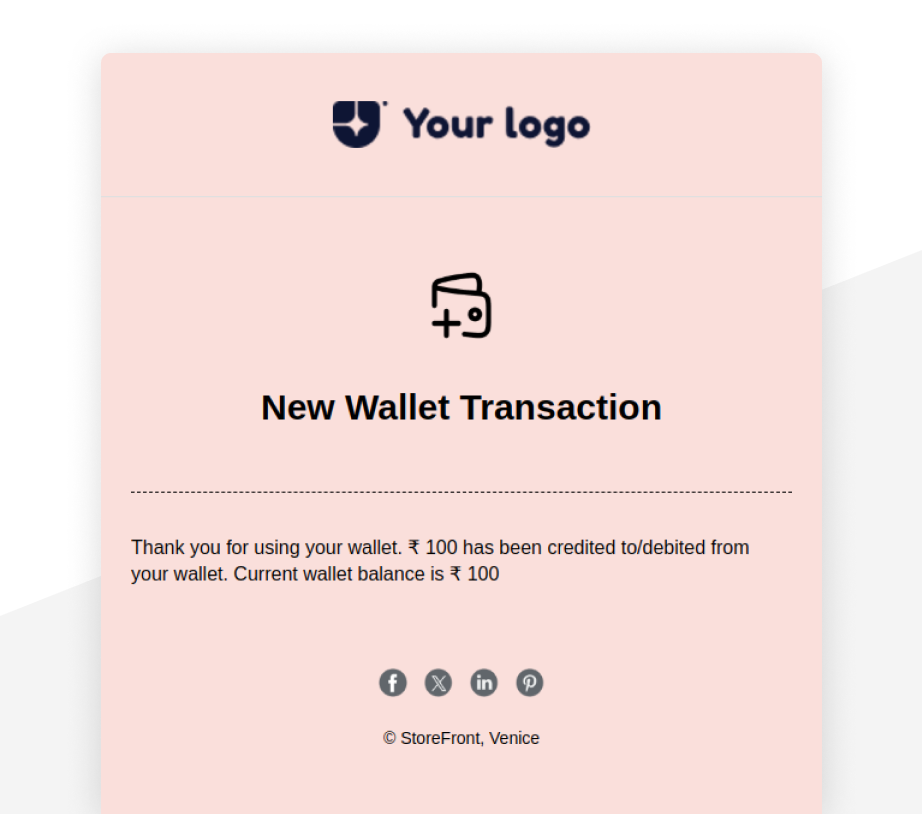 Your logo
New Wallet Transaction
Thank you for using your wallet. ₹ 100 has been credited to/debited from
your wallet. Current wallet balance is ₹ 100
© StoreFront, Venice